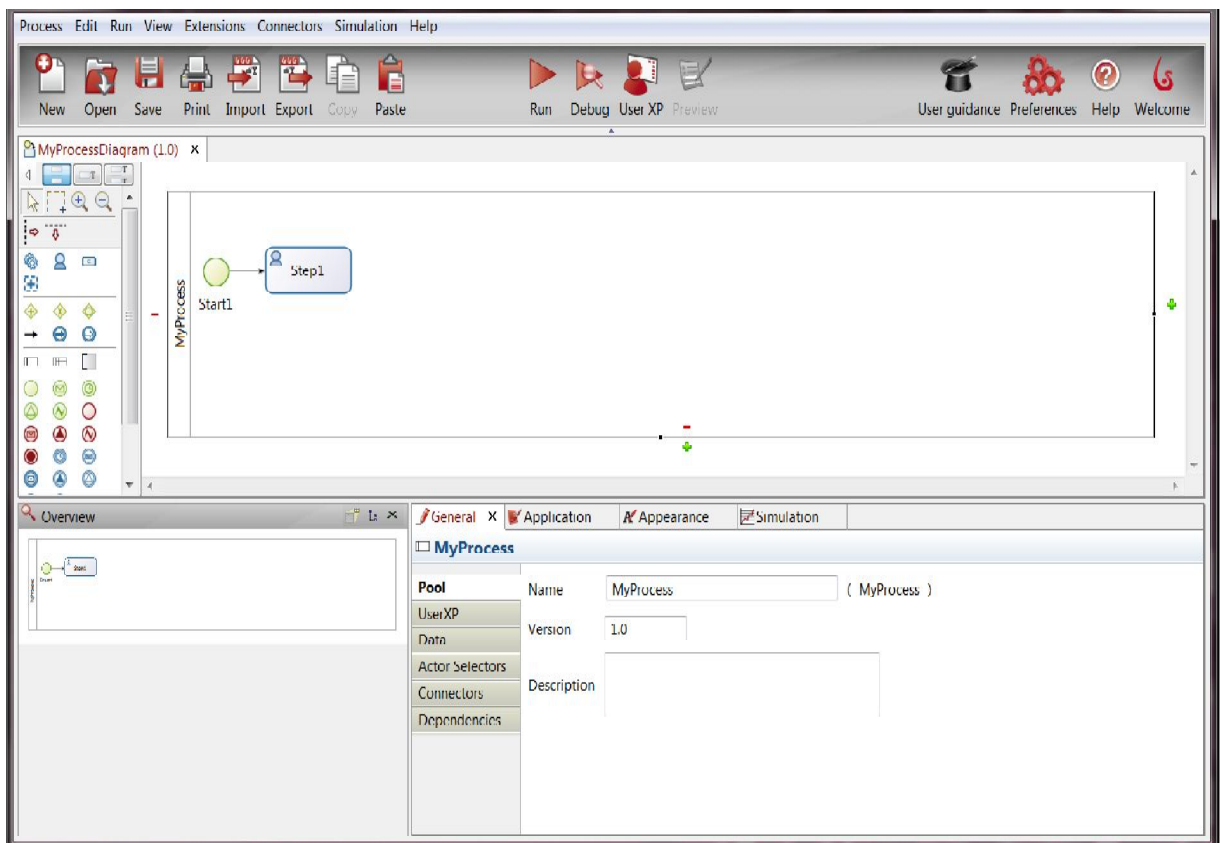 Process Edit Run View Extensions Connectors Simulation Help
New Open Save Print Import Export Copy Paste Run Debug User XP Preview User guidance Preferences Help Welcome
MyProcessDiagram (1.0) X
MyProcess
Step1
Start1
Overview
General X Application Appearance Simulation
MyProcess
Pool
Name MyProcess ( MyProcess )
UserXP
Version 1.0
Data
Actor Selectors
Description
Connectors
Dependencies